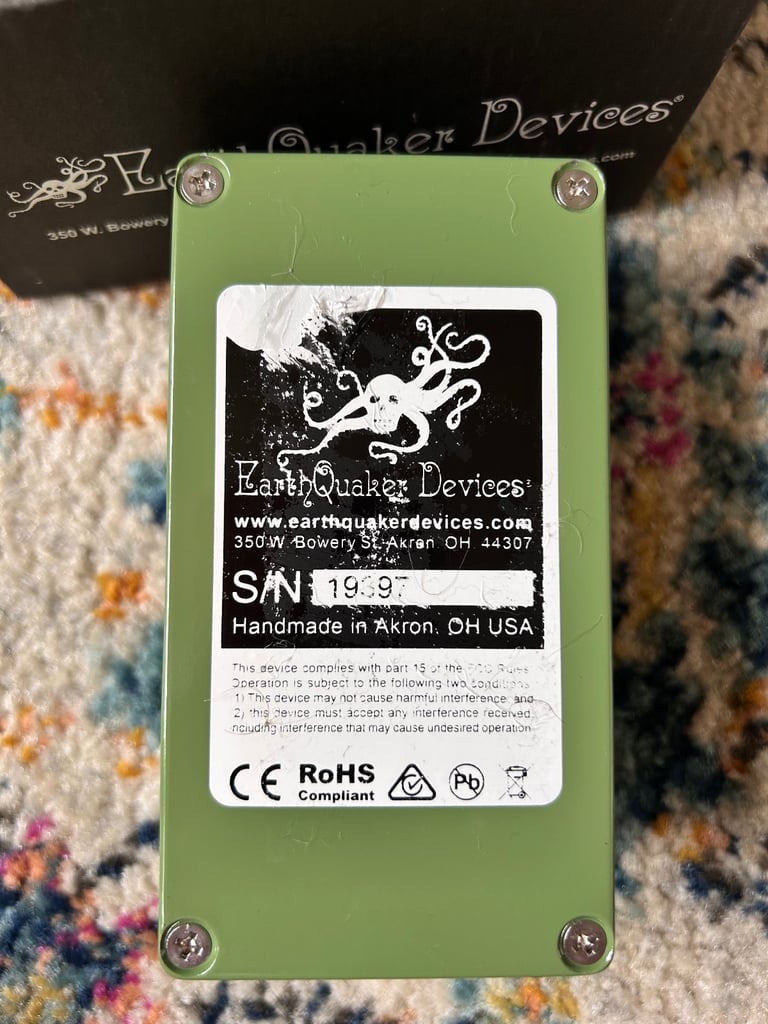 EarthQuaker Devices®
350 W. Bowery
.com
EarthQuaker Devices
www.earthquakerdevices.com
350 W. Bowery St. Akron, OH 44307
S/N
Handmade in Akron, OH USA
This device complies with part 15 of the FCC Rules
Operation is subject to the following two conditions
1) This device may not cause harmful interference, and
2) this device must accept any interference received,
including interference that may cause undesired operation
CE RoHS Pb
Compliant